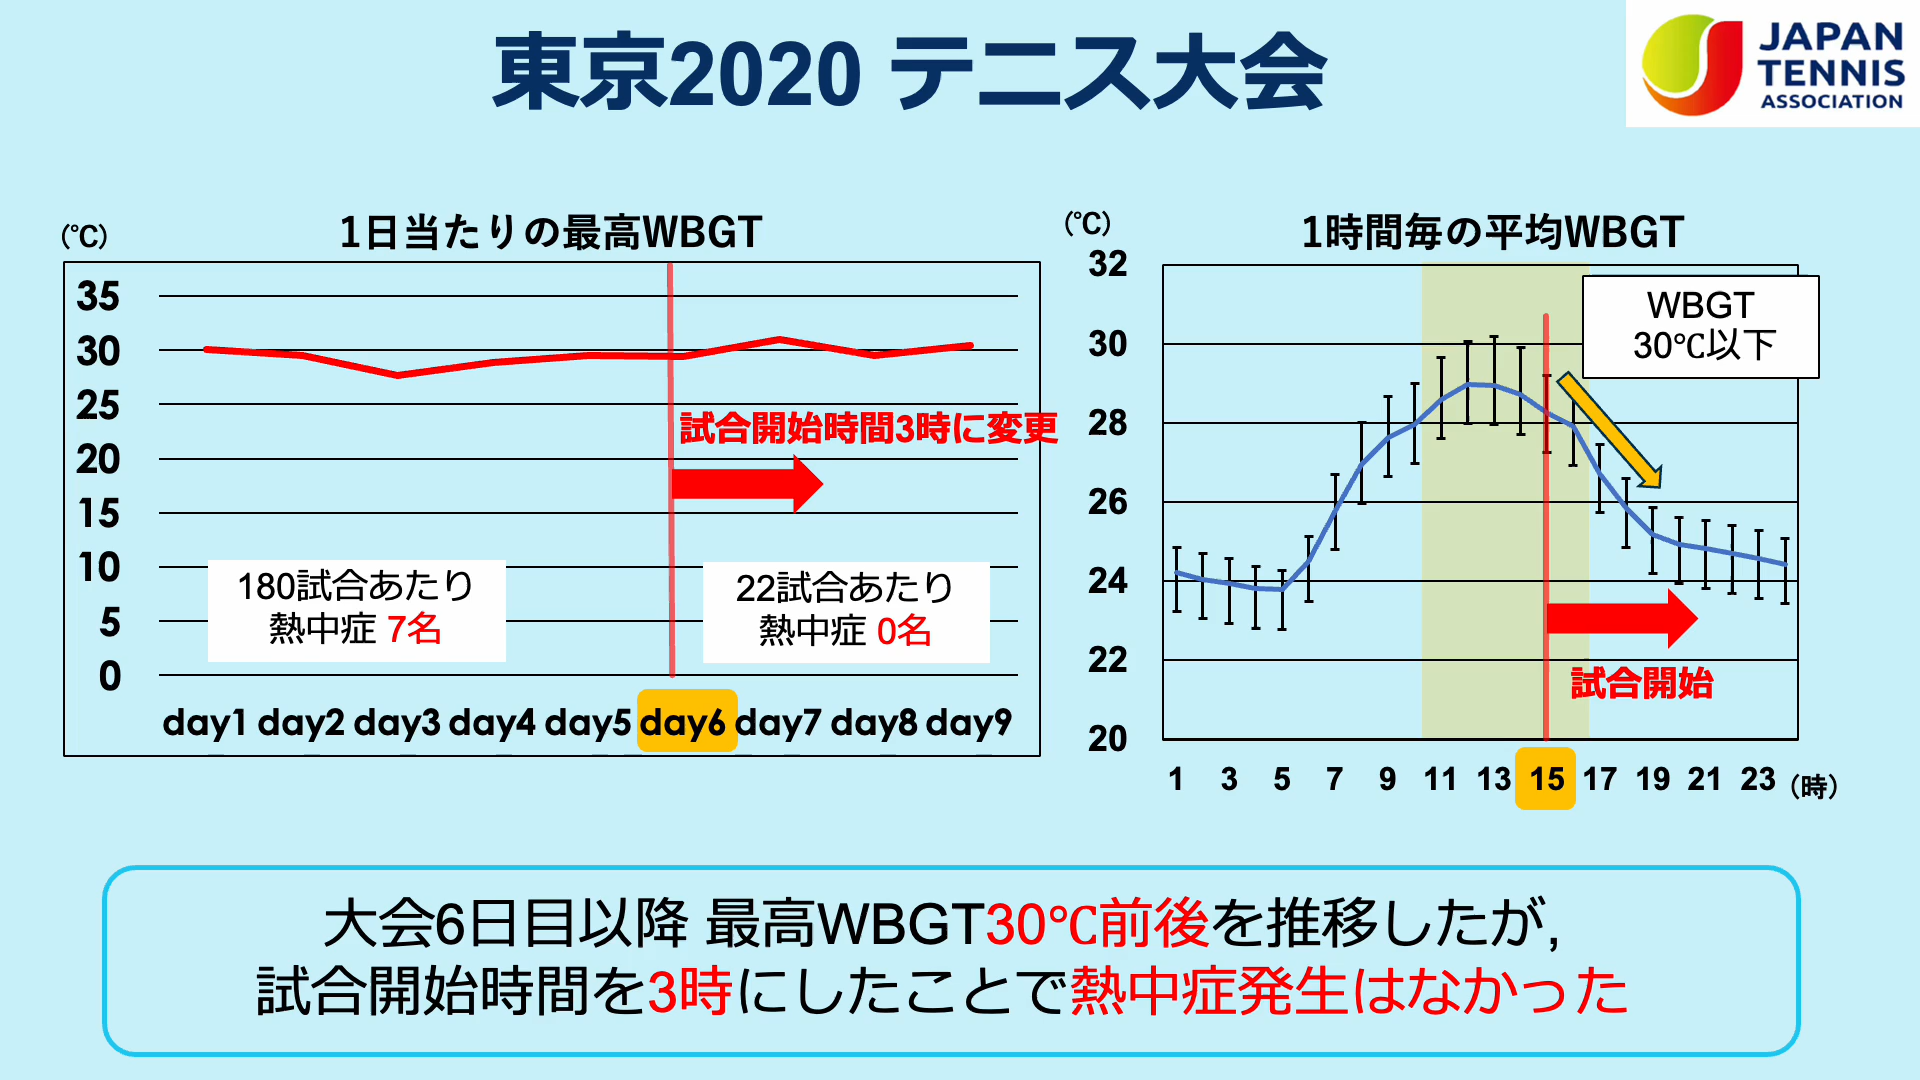 東京2020 テニス大会
JAPAN
TENNIS
ASSOCIATION
(℃)
1日当たりの最高WBGT
35
30
25
20
15
10
5
0
試合開始時間3時に変更
180試合あたり
熱中症 7名
22試合あたり
熱中症 0名
day1 day2 day3 day4 day5 day6 day7 day8 day9
(℃)
1時間毎の平均WBGT
32
30
28
26
24
22
20
WBGT
30℃以下
試合開始
1 3 5 7 9 11 13 15 17 19 21 23 (時)
大会6日目以降 最高WBGT30℃前後を推移したが,
試合開始時間を3時にしたことで熱中症発生はなかった